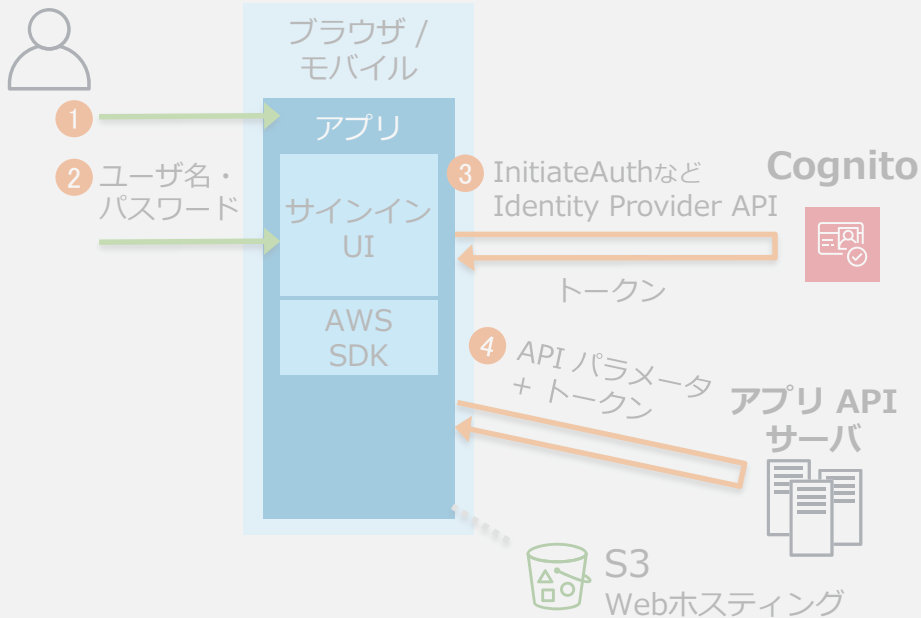 ブラウザ /
モバイル
アプリ
1
2
ユーザ名・
パスワード
サインイン
UI
AWS
SDK
3
InitiateAuthなど
Identity Provider API
Cognito
トークン
4
API パラメータ
+ トークン
アプリ API
サーバ
S3
Webホスティング